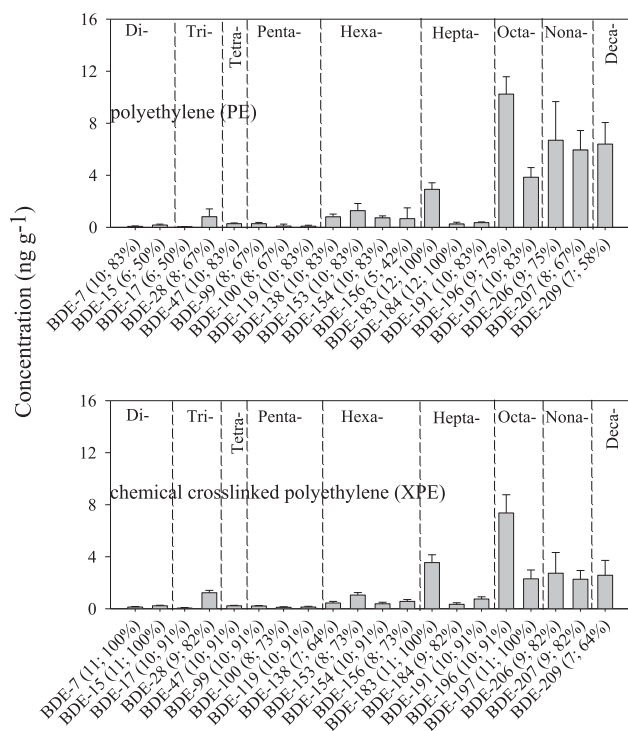 16
Di-
Tri-
Tetra-
Penta-
Hexa-
Hepta-
Octa-
Nona-
Deca-
12
polyethylene (PE)
8
4
0
BDE-7 (10; 83%)
BDE-15 (6; 50%)
BDE-17 (6; 50%)
BDE-28 (8; 67%)
BDE-47 (10; 83%)
BDE-99 (8; 67%)
BDE-100 (8; 67%)
BDE-119 (10; 83%)
BDE-138 (10; 83%)
BDE-153 (10; 83%)
BDE-154 (10; 83%)
BDE-156 (5; 42%)
BDE-183 (12; 100%)
BDE-184 (12; 100%)
BDE-191 (10; 83%)
BDE-196 (9; 75%)
BDE-197 (10; 83%)
BDE-206 (9; 75%)
BDE-207 (8; 67%)
BDE-209 (7; 58%)
Concentration (ng g⁻¹)
16
Di-
Tri-
Tetra-
Penta-
Hexa-
Hepta-
Octa-
Nona-
Deca-
12
chemical crosslinked polyethylene (XPE)
8
4
0
BDE-7 (11; 100%)
BDE-15 (11; 100%)
BDE-17 (10; 91%)
BDE-28 (9; 82%)
BDE-47 (10; 91%)
BDE-99 (10; 91%)
BDE-100 (8; 73%)
BDE-119 (10; 91%)
BDE-138 (7; 64%)
BDE-153 (8; 73%)
BDE-154 (10; 91%)
BDE-156 (8; 73%)
BDE-183 (11; 100%)
BDE-184 (9; 82%)
BDE-191 (10; 91%)
BDE-196 (10; 91%)
BDE-197 (11; 100%)
BDE-206 (9; 82%)
BDE-207 (9; 82%)
BDE-209 (7; 64%)